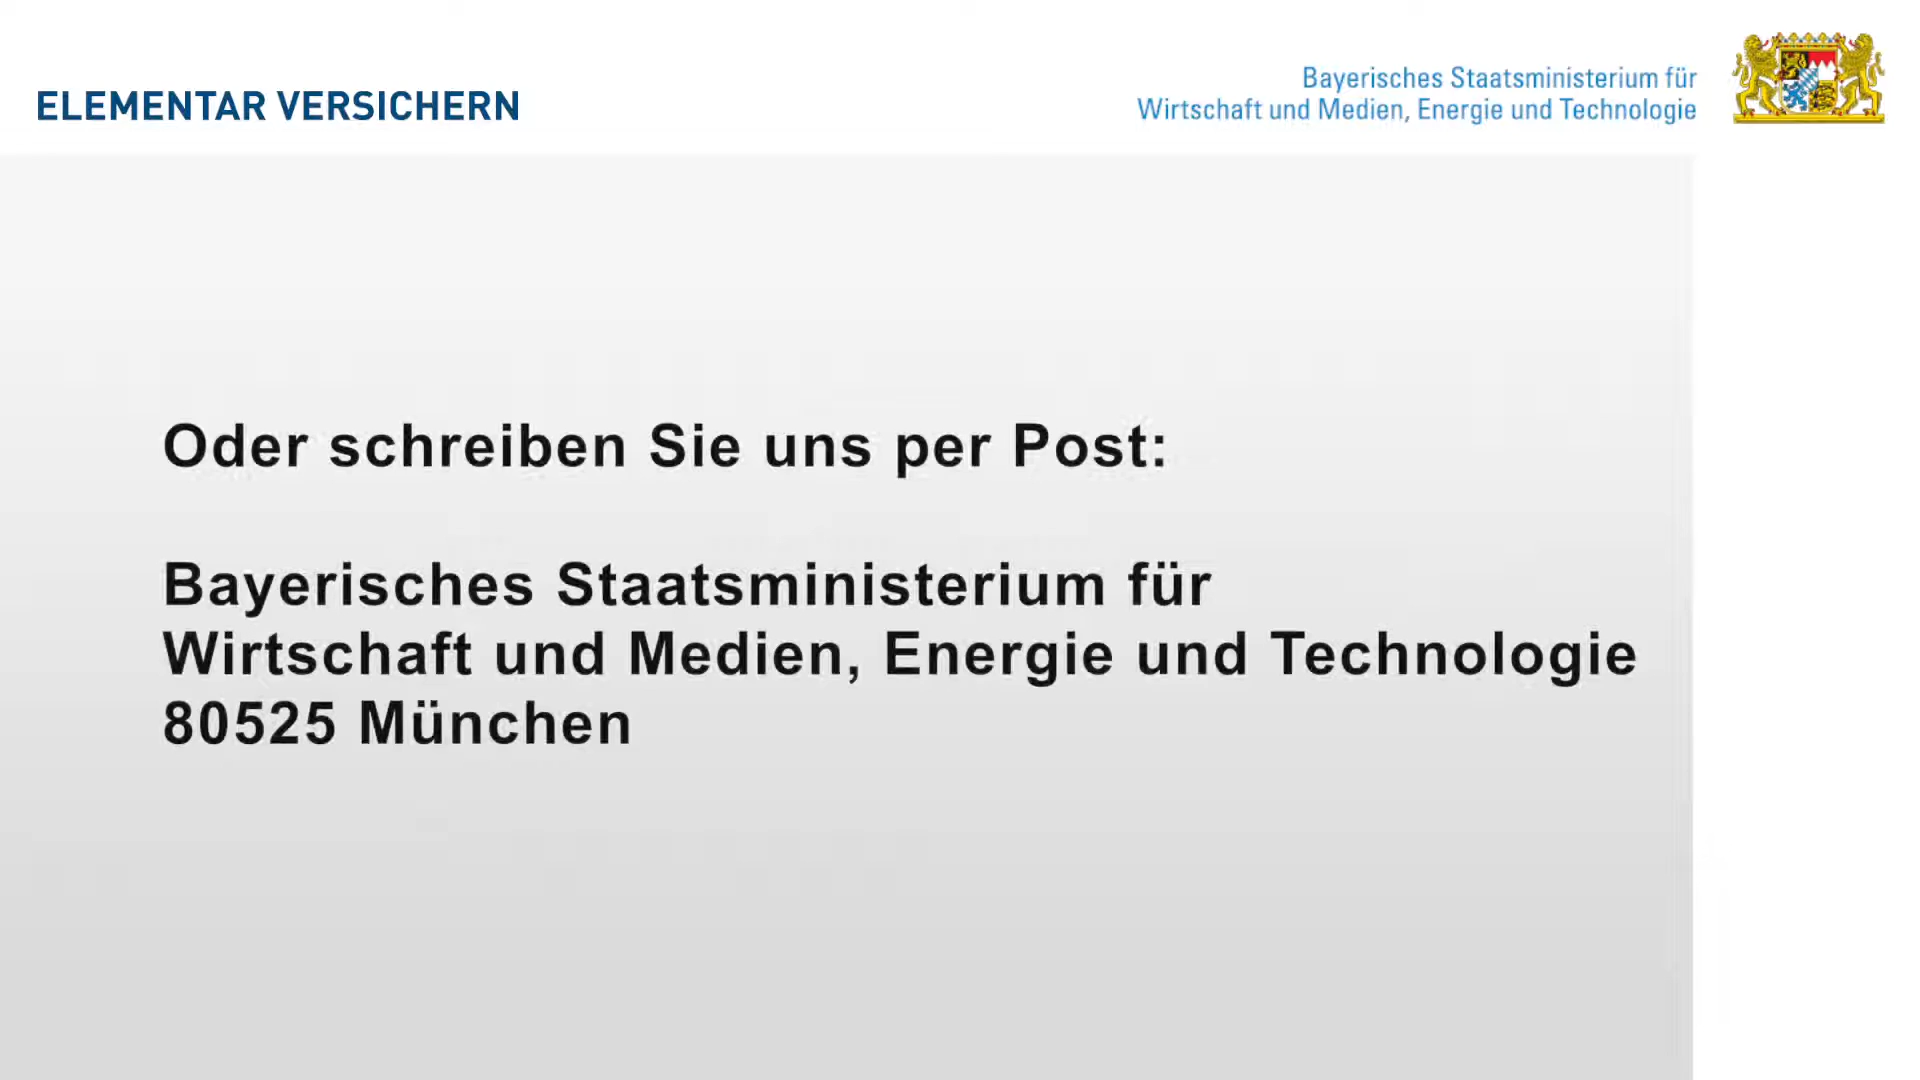 ELEMENTAR VERSICHERN
Bayerisches Staatsministerium für
Wirtschaft und Medien, Energie und Technologie
Oder schreiben Sie uns per Post:
Bayerisches Staatsministerium für
Wirtschaft und Medien, Energie und Technologie
80525 München